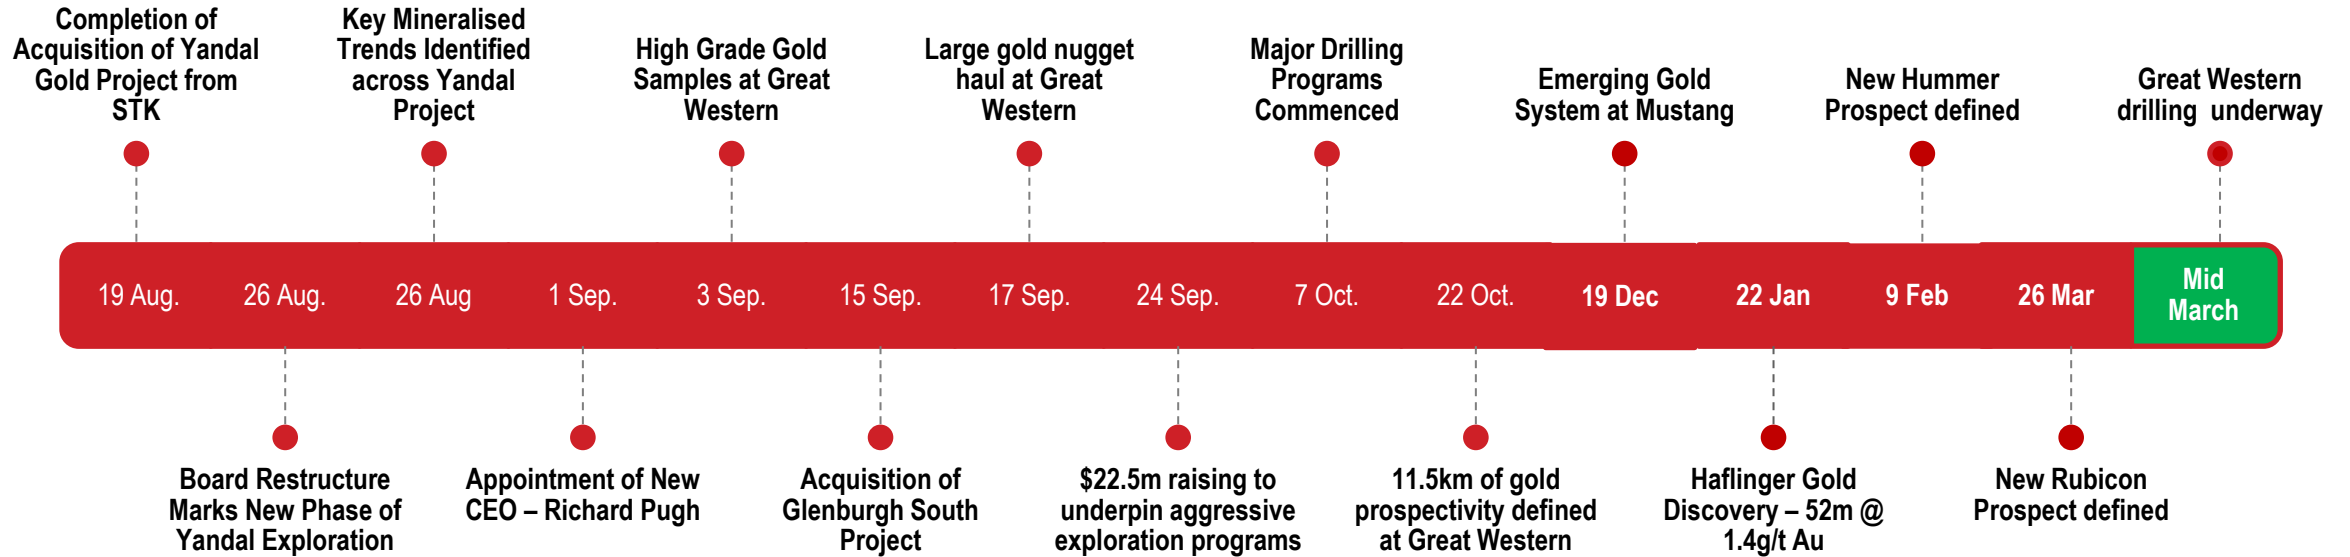 Completion of
Acquisition of Yandal
Gold Project from
STK
Key Mineralised
Trends Identified
across Yandal
Project
High Grade Gold
Samples at Great
Western
Large gold nugget
haul at Great
Western
Major Drilling
Programs
Commenced
Emerging Gold
System at Mustang
New Hummer
Prospect defined
Great Western
drilling  underway
19 Aug.
26 Aug.
26 Aug
1 Sep.
3 Sep.
15 Sep.
17 Sep.
24 Sep.
7 Oct.
22 Oct.
19 Dec
22 Jan
9 Feb
26 Mar
Mid
March
Board Restructure
Marks New Phase of
Yandal Exploration
Appointment of New
CEO – Richard Pugh
Acquisition of
Glenburgh South
Project
$22.5m raising to
underpin aggressive
exploration programs
11.5km of gold
prospectivity defined
at Great Western
Haflinger Gold
Discovery – 52m @
1.4g/t Au
New Rubicon
Prospect defined